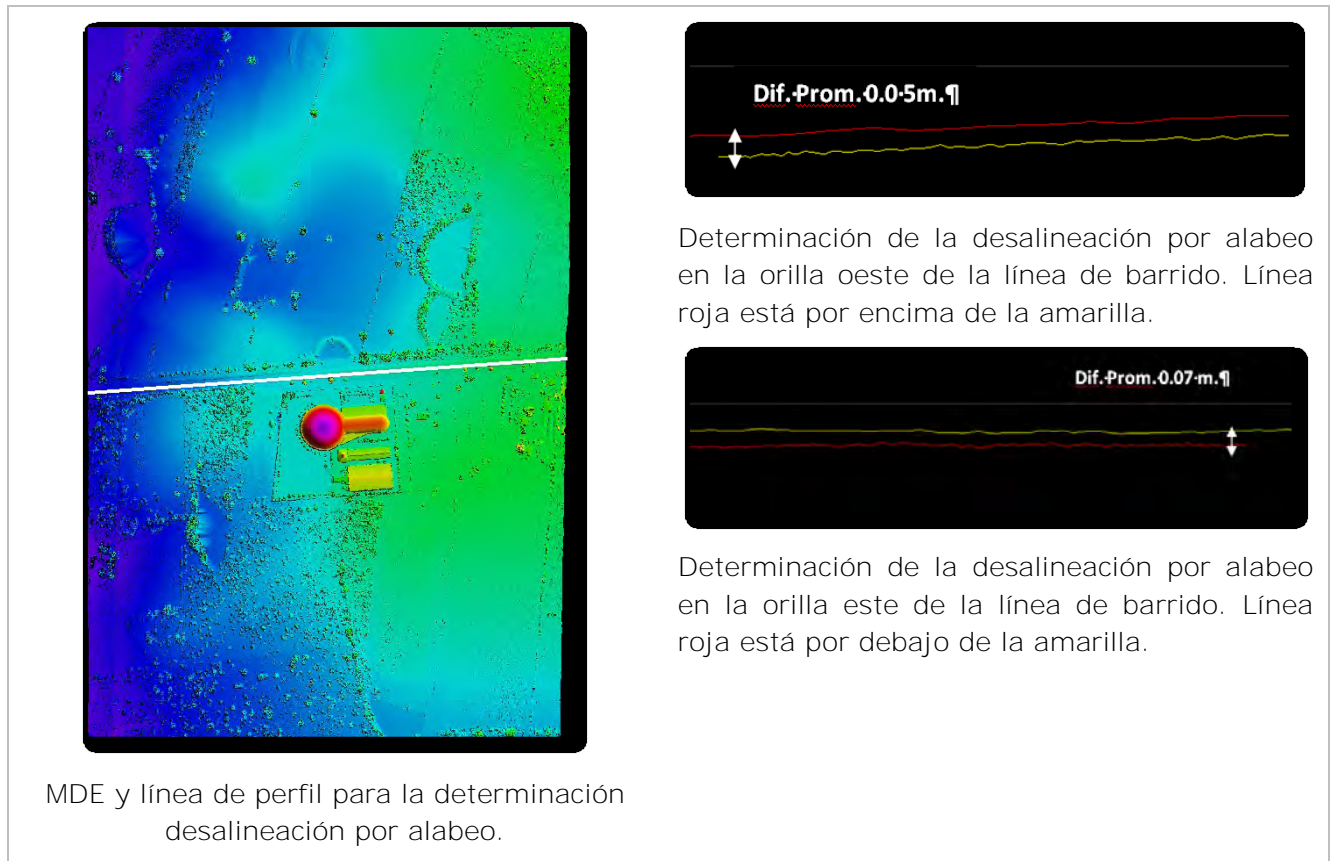 Dif.·Prom.·0.0·5m.¶
Determinación de la desalineación por alabeo
en la orilla oeste de la línea de barrido. Línea
roja está por encima de la amarilla.
Dif.·Prom.·0.07·m.¶
Determinación de la desalineación por alabeo
en la orilla este de la línea de barrido. Línea
roja está por debajo de la amarilla.
MDE y línea de perfil para la determinación
desalineación por alabeo.